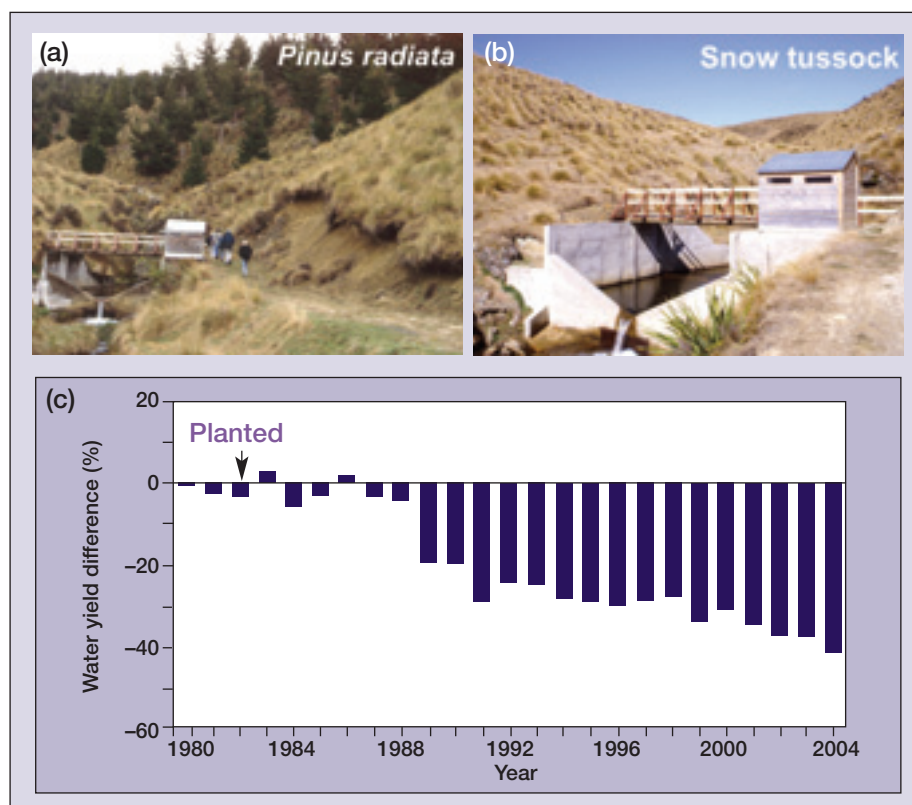 (a)
Pinus radiata
(b)
Snow tussock
(c)
Planted
Water yield difference (%)
20
0
–20
–40
–60
1980
1984
1988
1992
1996
2000
2004
Year